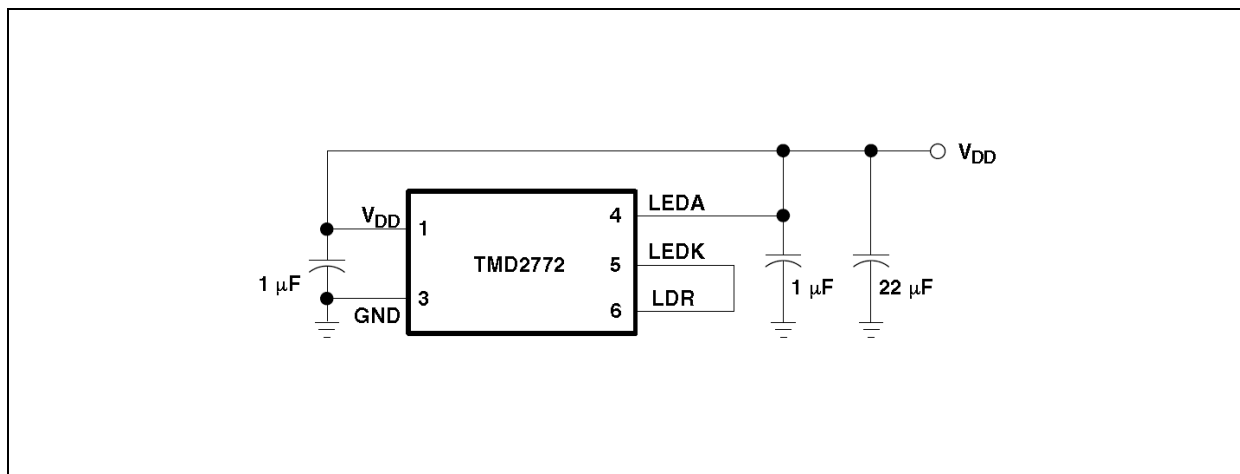 V_DD
V_DD 1 4 LEDA
TMD2772
5 LEDK
1 μF 1 μF 22 μF
3 GND 6 LDR